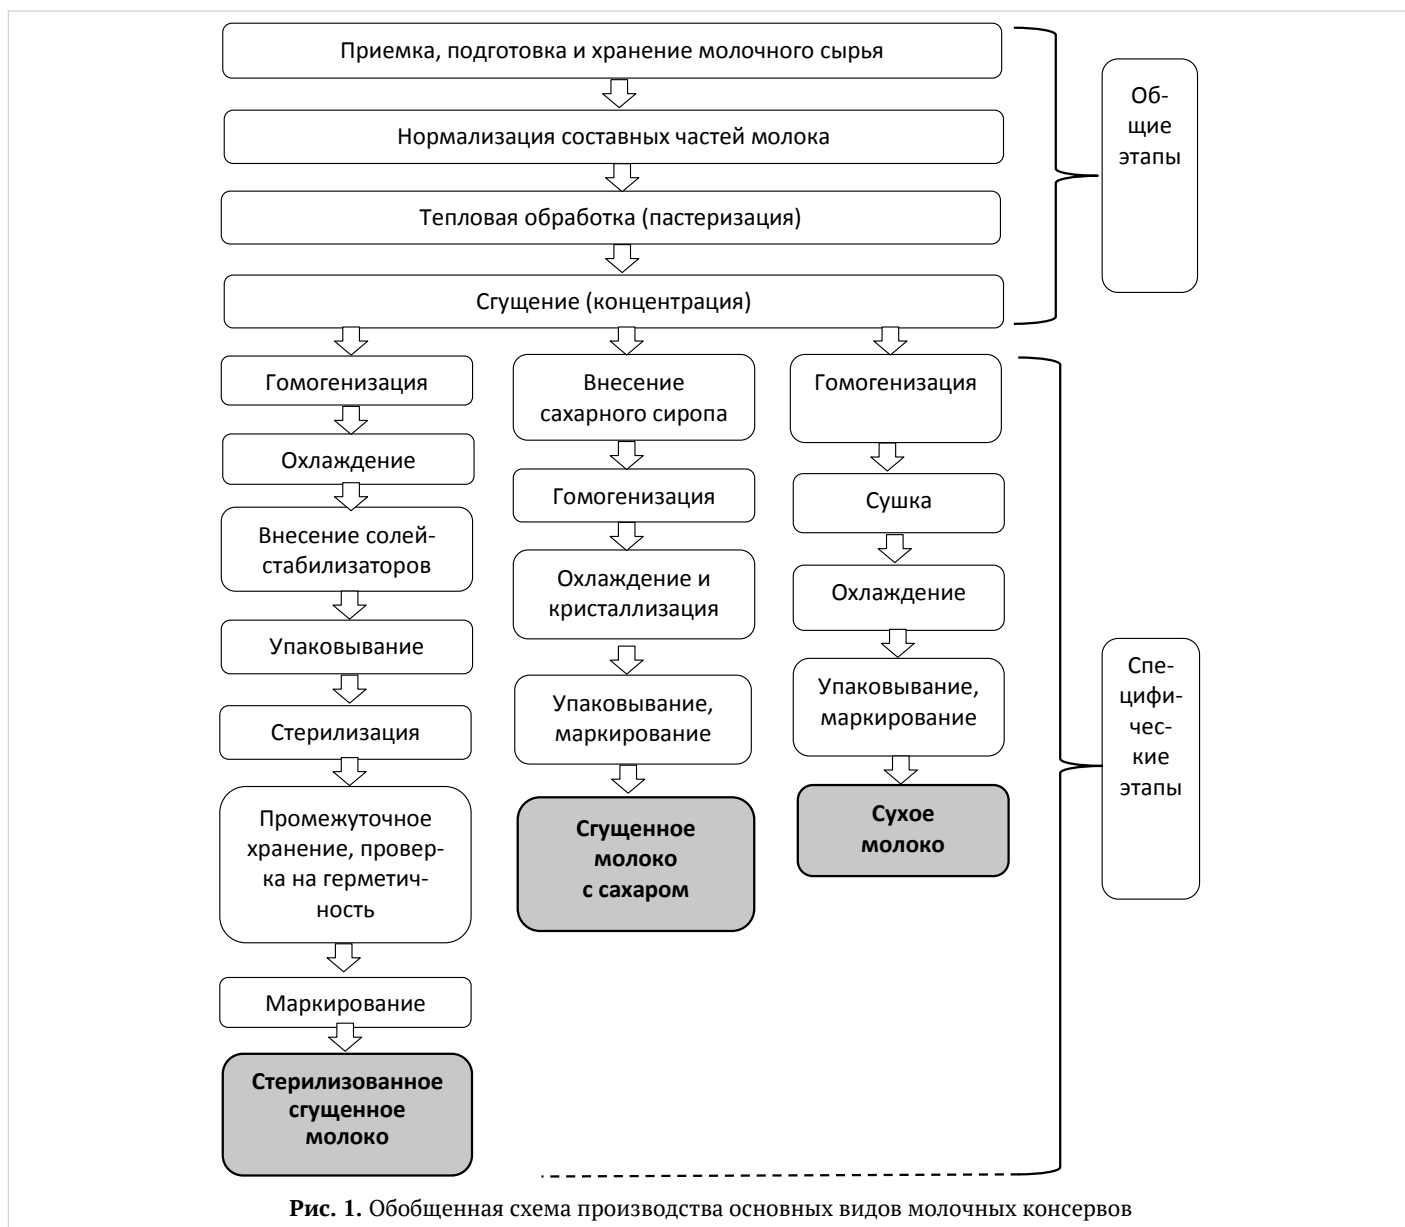 Приемка, подготовка и хранение молочного сырья
Нормализация составных частей молока
Тепловая обработка (пастеризация)
Сгущение (концентрация)
Об-
щие
этапы
Гомогенизация
Охлаждение
Внесение солей-
стабилизаторов
Упаковывание
Стерилизация
Промежуточное
хранение, провер-
ка на герметич-
ность
Маркирование
Стерилизованное
сгущенное
молоко
Внесение
сахарного сиропа
Гомогенизация
Охлаждение и
кристаллизация
Упаковывание,
маркирование
Сгущенное
молоко
с сахаром
Гомогенизация
Сушка
Охлаждение
Упаковывание,
маркирование
Сухое
молоко
Спе-
цифи-
чес-
кие
этапы
Рис. 1. Обобщенная схема производства основных видов молочных консервов